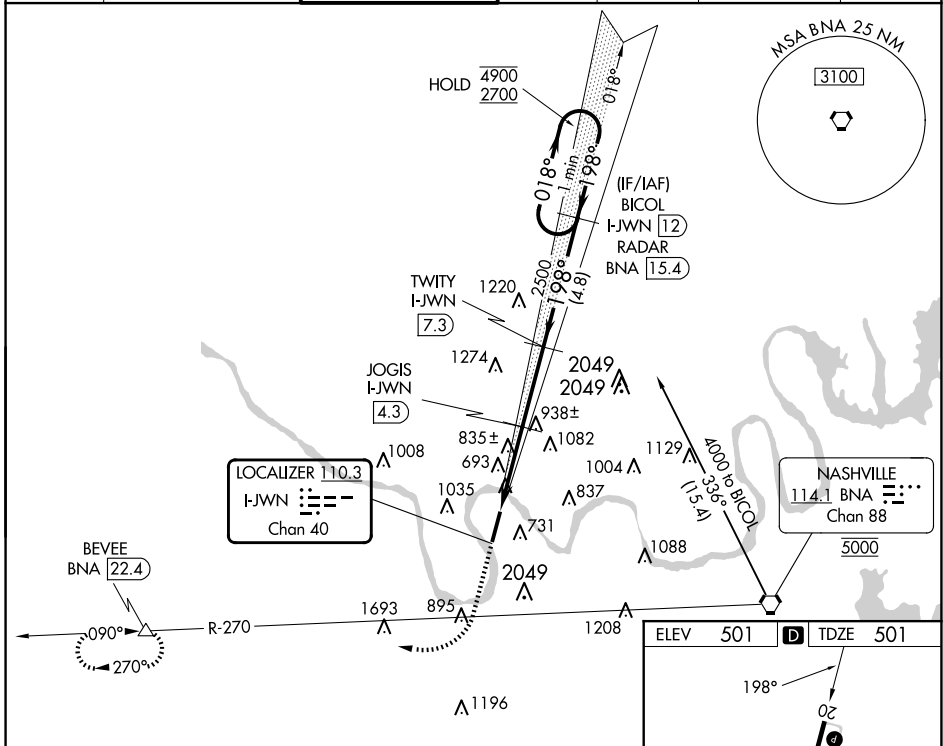 MSA BNA 25 NM
3100
HOLD 4900
2700
018°
018°
1 min
198°
(IF/IAF)
BICOL
I-JWN 12
RADAR
BNA 15.4
2500
198°
(4.8)
TWITY
I-JWN
7.3
1220
1274
JOGIS
I-JWN
4.3
2049
2049
938±
835±
1082
1008
693
1004
1129
1035
837
731
4000 to BICOL
336°
(15.4)
LOCALIZER 110.3
I-JWN
Chan 40
NASHVILLE
114.1 BNA
Chan 88
5000
1088
BEVEE
BNA 22.4
2049
1693
895
1208
090°
R-270
270°
1196
ELEV 501 D TDZE 501
198°
20
P